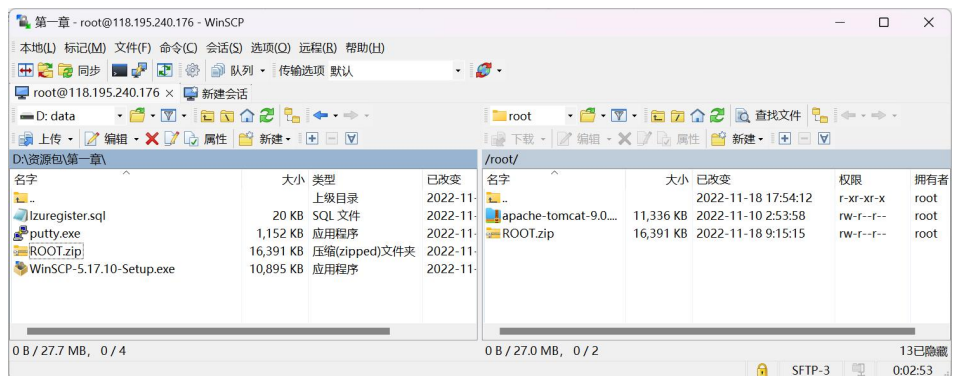 第一章 - root@118.195.240.176 - WinSCP
本地(L) 标记(M) 文件(F) 命令(C) 会话(S) 选项(O) 远程(R) 帮助(H)
同步 队列 传输选项 默认
root@118.195.240.176 × 新建会话
D: data root 查找文件
上传 编辑 属性 新建 下载 编辑 属性 新建
D:\资源包\第一章\ /root/
名字 大小 类型 已改变 名字 大小 已改变 权限 拥有者
.. 上级目录 2022-11- .. 2022-11-18 17:54:12 r-xr-xr-x root
lzuregister.sql 20 KB SQL 文件 2022-11- apache-tomcat-9.0.... 11,336 KB 2022-11-10 2:53:58 rw-r--r-- root
putty.exe 1,152 KB 应用程序 2022-11- ROOT.zip 16,391 KB 2022-11-18 9:15:15 rw-r--r-- root
ROOT.zip 16,391 KB 压缩(zipped)文件夹 2022-11-
WinSCP-5.17.10-Setup.exe 10,895 KB 应用程序 2022-11-
0 B / 27.7 MB, 0 / 4 0 B / 27.0 MB, 0 / 2 13已隐藏
SFTP-3 0:02:53